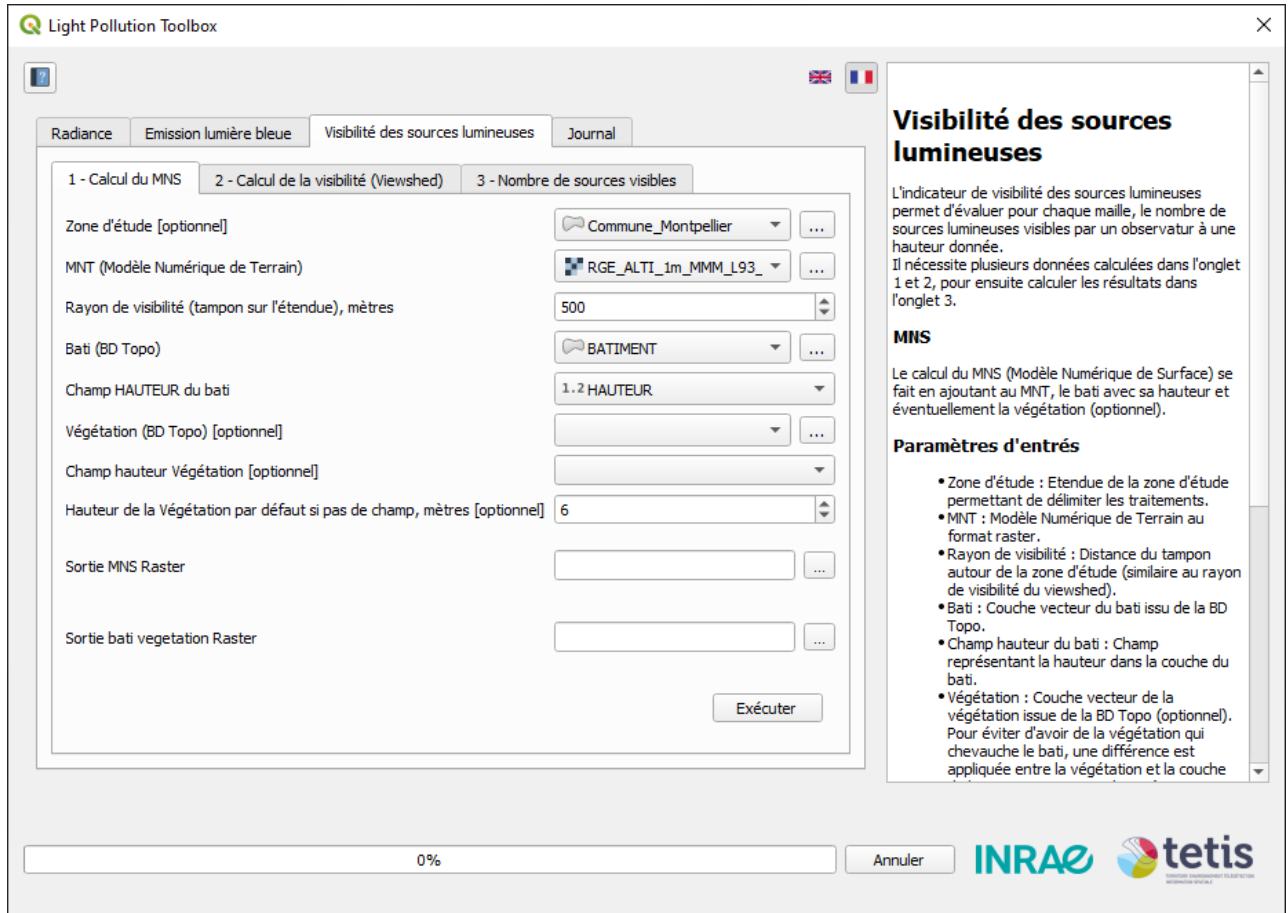 Light Pollution Toolbox
Radiance
Emission lumière bleue
Visibilité des sources lumineuses
Journal
1 - Calcul du MNS
2 - Calcul de la visibilité (Viewshed)
3 - Nombre de sources visibles
Zone d'étude [optionnel]
Commune_Montpellier
...
MNT (Modèle Numérique de Terrain)
RGE_ALTI_1m_MMM_L93_
...
Rayon de visibilité (tampon sur l'étendue), mètres
500
Bati (BD Topo)
BATIMENT
...
Champ HAUTEUR du bati
1.2 HAUTEUR
Végétation (BD Topo) [optionnel]
...
Champ hauteur Végétation [optionnel]
Hauteur de la Végétation par défaut si pas de champ, mètres [optionnel]
6
Sortie MNS Raster
...
Sortie bati vegetation Raster
...
Exécuter
Visibilité des sources
lumineuses
L'indicateur de visibilité des sources lumineuses
permet d'évaluer pour chaque maille, le nombre de
sources lumineuses visibles par un observatur à une
hauteur donnée.
Il nécessite plusieurs données calculées dans l'onglet
1 et 2, pour ensuite calculer les résultats dans
l'onglet 3.
MNS
Le calcul du MNS (Modèle Numérique de Surface) se
fait en ajoutant au MNT, le bati avec sa hauteur et
éventuellement la végétation (optionnel).
Paramètres d'entrés
• Zone d'étude : Etendue de la zone d'étude
permettant de délimiter les traitements.
• MNT : Modèle Numérique de Terrain au
format raster.
• Rayon de visibilité : Distance du tampon
autour de la zone d'étude (similaire au rayon
de visibilité du viewshed).
• Bati : Couche vecteur du bati issu de la BD
Topo.
• Champ hauteur du bati : Champ
représentant la hauteur dans la couche du
bati.
• Végétation : Couche vecteur de la
végétation issue de la BD Topo (optionnel).
Pour éviter d'avoir de la végétation qui
chevauche le bati, une différence est
appliquée entre la végétation et la couche
0%
Annuler
INRAE
tetis
TERRITOIRE ENVIRONNEMENT TÉLÉDÉTECTION
INFORMATION SPATIALE